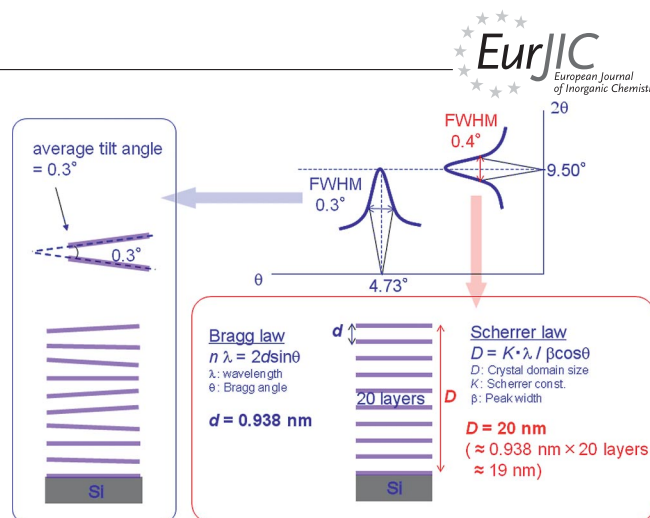 EurJIC
European Journal
of Inorganic Chemist
2θ
FWHM
0.4°
average tilt angle
= 0.3°
FWHM
0.3°
9.50°
0.3°
θ
4.73°
Bragg law
n λ = 2dsinθ
λ: wavelength
θ: Bragg angle
d = 0.938 nm
d
20 layers
D
Si
Scherrer law
D = K·λ / βcosθ
D: Crystal domain size
K: Scherrer const.
β: Peak width
D = 20 nm
( ≈ 0.938 nm × 20 layers
≈ 19 nm)
Si